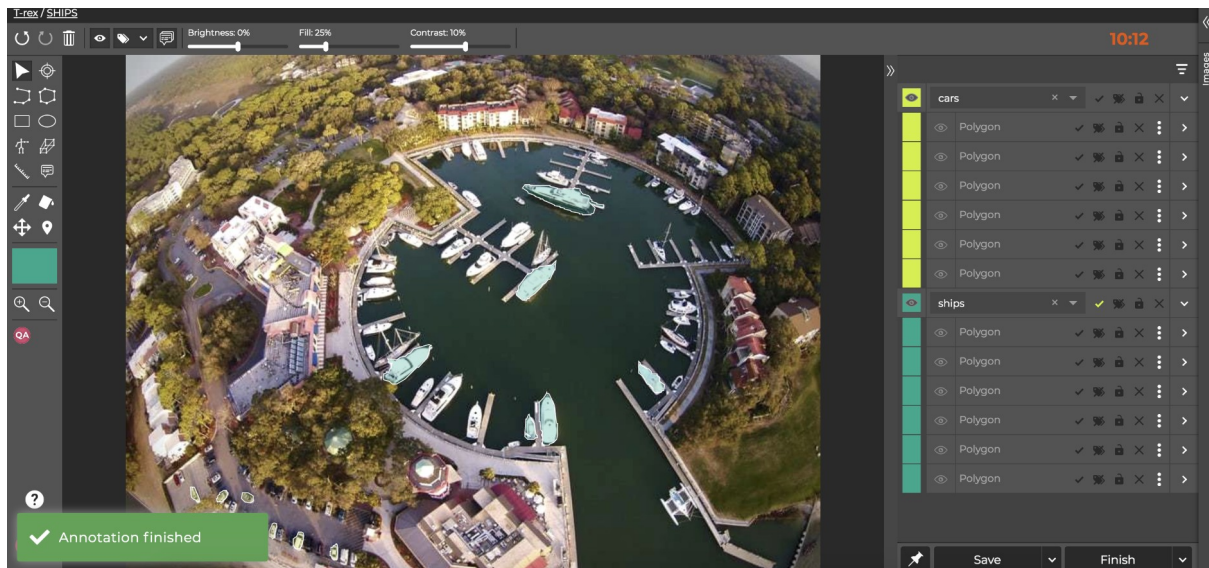 T-rex / SHIPS
Brightness: 0%
Fill: 25%
Contrast: 10%
10:12
Images
cars
Polygon
Polygon
Polygon
Polygon
Polygon
Polygon
ships
Polygon
Polygon
Polygon
Polygon
Polygon
Polygon
QA
?
Annotation finished
Save
Finish